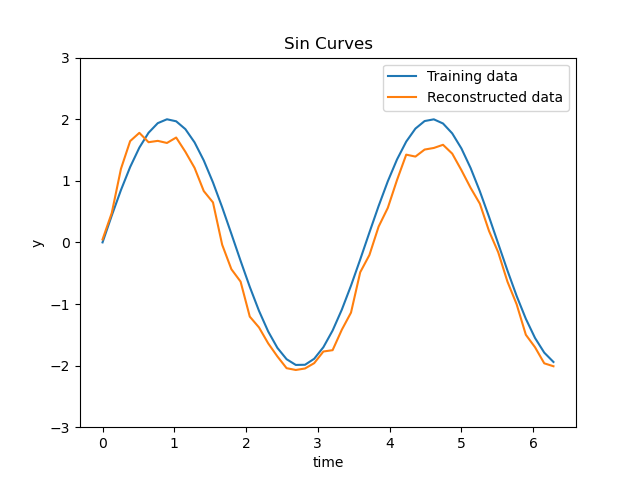 Sin Curves
Training data
Reconstructed data
3
2
1
0
−1
−2
−3
y
0 1 2 3 4 5 6
time